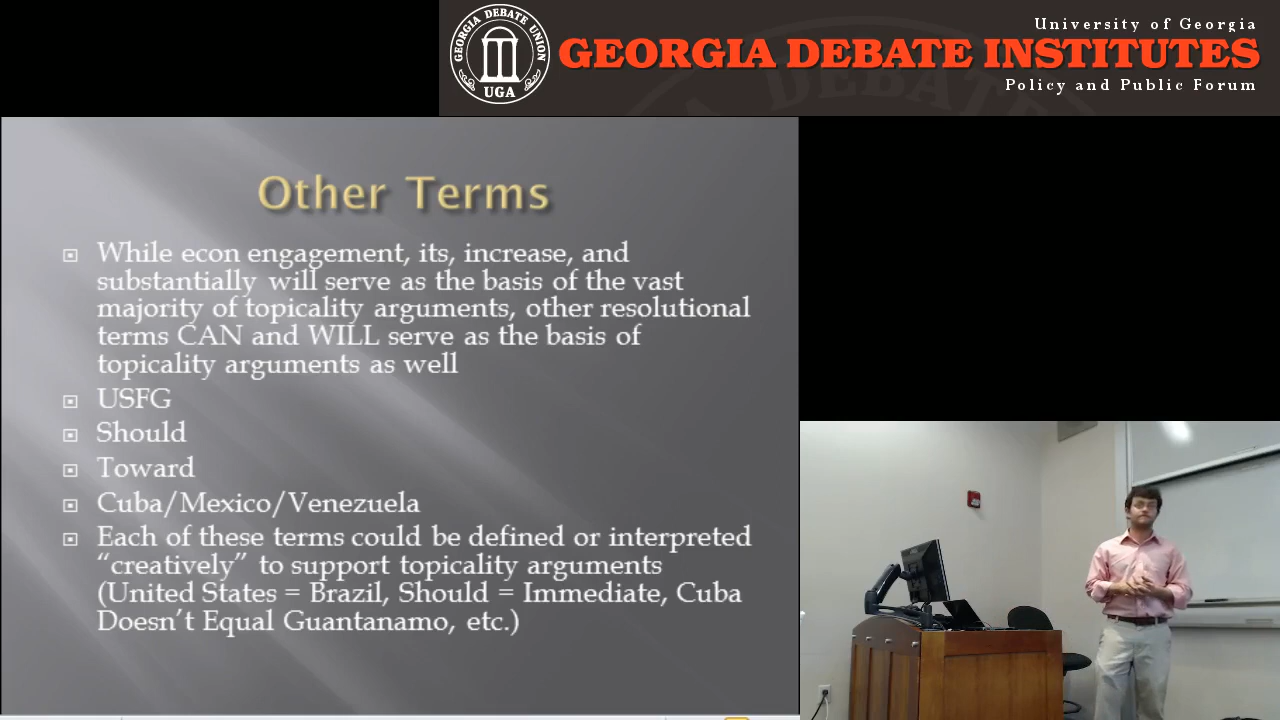 University of Georgia
GEORGIA DEBATE INSTITUTES
Policy and Public Forum
GEORGIA DEBATE UNION
UGA
Other Terms
While econ engagement, its, increase, and
substantially will serve as the basis of the vast
majority of topicality arguments, other resolutional
terms CAN and WILL serve as the basis of
topicality arguments as well
USFG
Should
Toward
Cuba/Mexico/Venezuela
Each of these terms could be defined or interpreted
“creatively” to support topicality arguments
(United States = Brazil, Should = Immediate, Cuba
Doesn’t Equal Guantanamo, etc.)